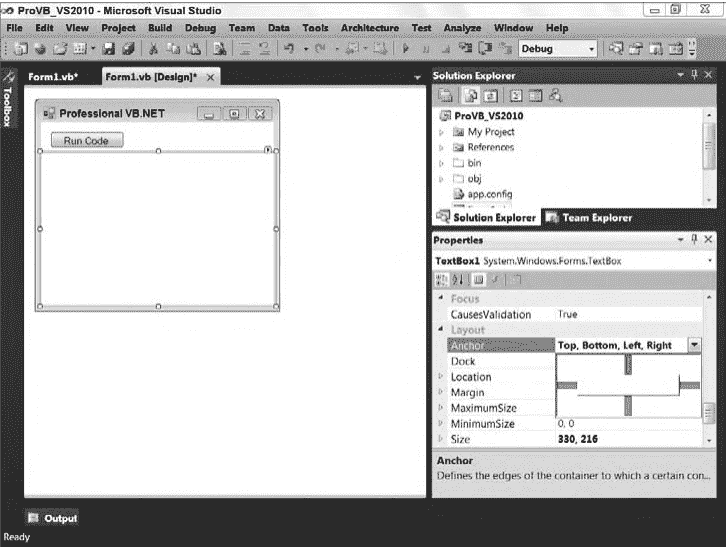 ProVB_VS2010 - Microsoft Visual Studio
File Edit View Project Build Debug Team Data Tools Architecture Test Analyze Window Help
Debug
Toolbox
Form1.vb*
Form1.vb [Design]*
Professional VB.NET
Run Code
Solution Explorer
ProVB_VS2010
My Project
References
bin
obj
app.config
Solution Explorer
Team Explorer
Properties
TextBox1 System.Windows.Forms.TextBox
Focus
CausesValidation True
Layout
Anchor Top, Bottom, Left, Right
Dock
Location
Margin
MaximumSize
MinimumSize 0, 0
Size 330, 216
Anchor
Defines the edges of the container to which a certain con...
Output
Ready